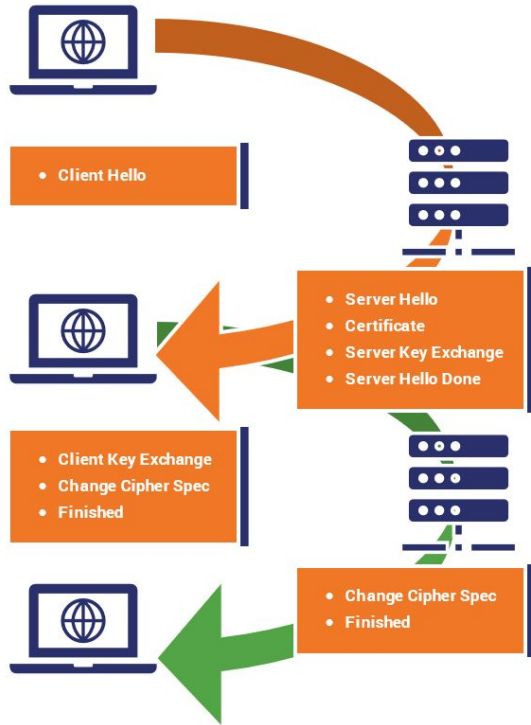 Client Hello
Server Hello
Certificate
Server Key Exchange
Server Hello Done
Client Key Exchange
Change Cipher Spec
Finished
Change Cipher Spec
Finished